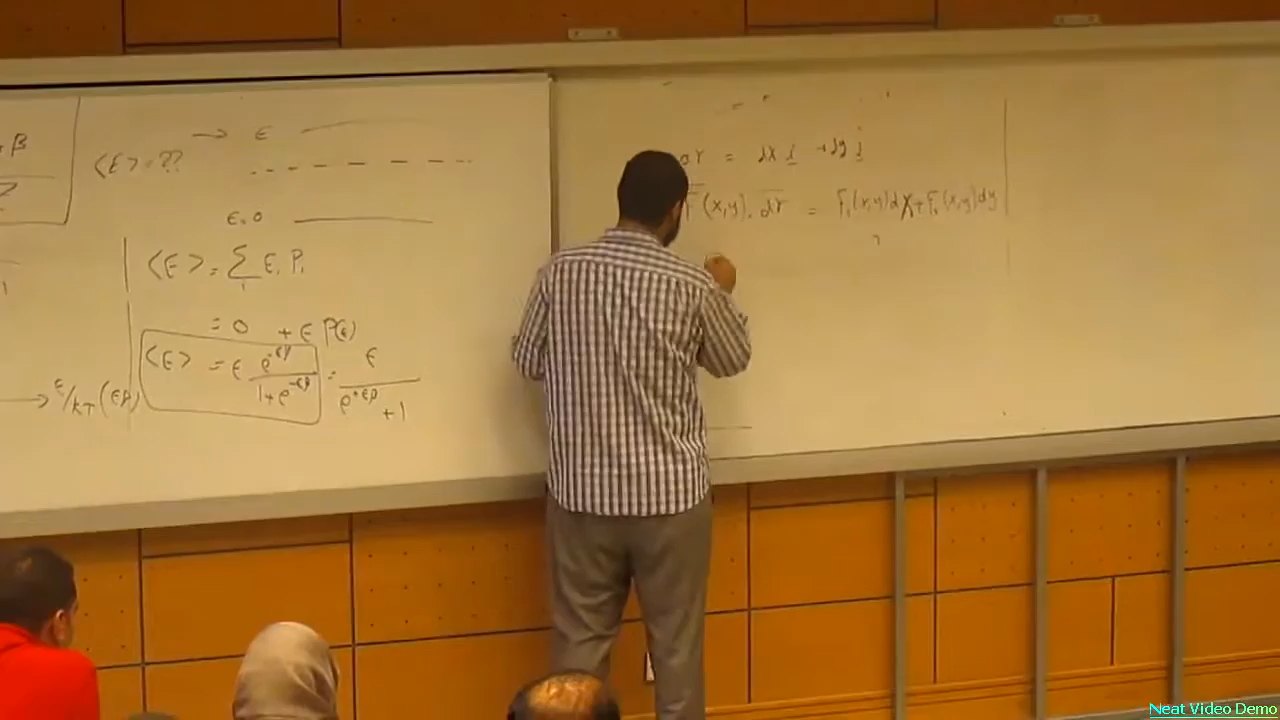 β
Z
⟨E⟩ = ??
→ ϵ
ϵ=0
⟨E⟩ = ∑ Eᵢ Pᵢ
i
= 0 + ϵ P(ϵ)
⟨E⟩ = ϵ e^(-ϵβ) / (1+e^(-ϵβ)) = ϵ / (e^(+ϵβ) + 1)
→ ϵ/kT (ϵβ)
dr = dx i + dy j
F(x,y). dr = F₁(x,y)dx + F₂(x,y)dy
Neat Video Demo